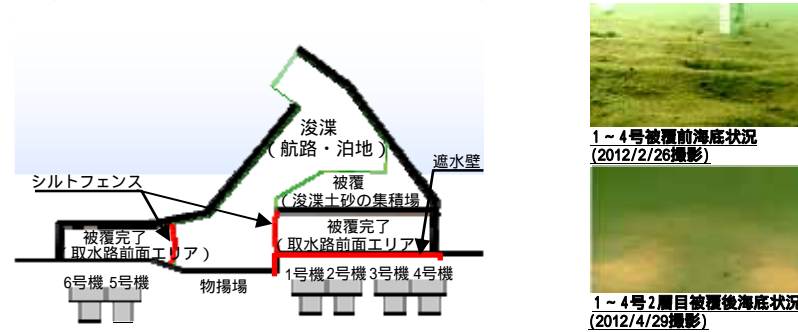 浚渫
（航路・泊地）
遮水壁
シルトフェンス
被覆
（浚渫土砂の集積場
被覆完了
（取水路前面エリア）
被覆完了
（取水路前面エリア
6号機 5号機
物揚場
1号機 2号機 3号機 4号機
1～4号被覆前海底状況
(2012/2/26撮影)
1～4号2層目被覆後海底状況
(2012/4/29撮影)